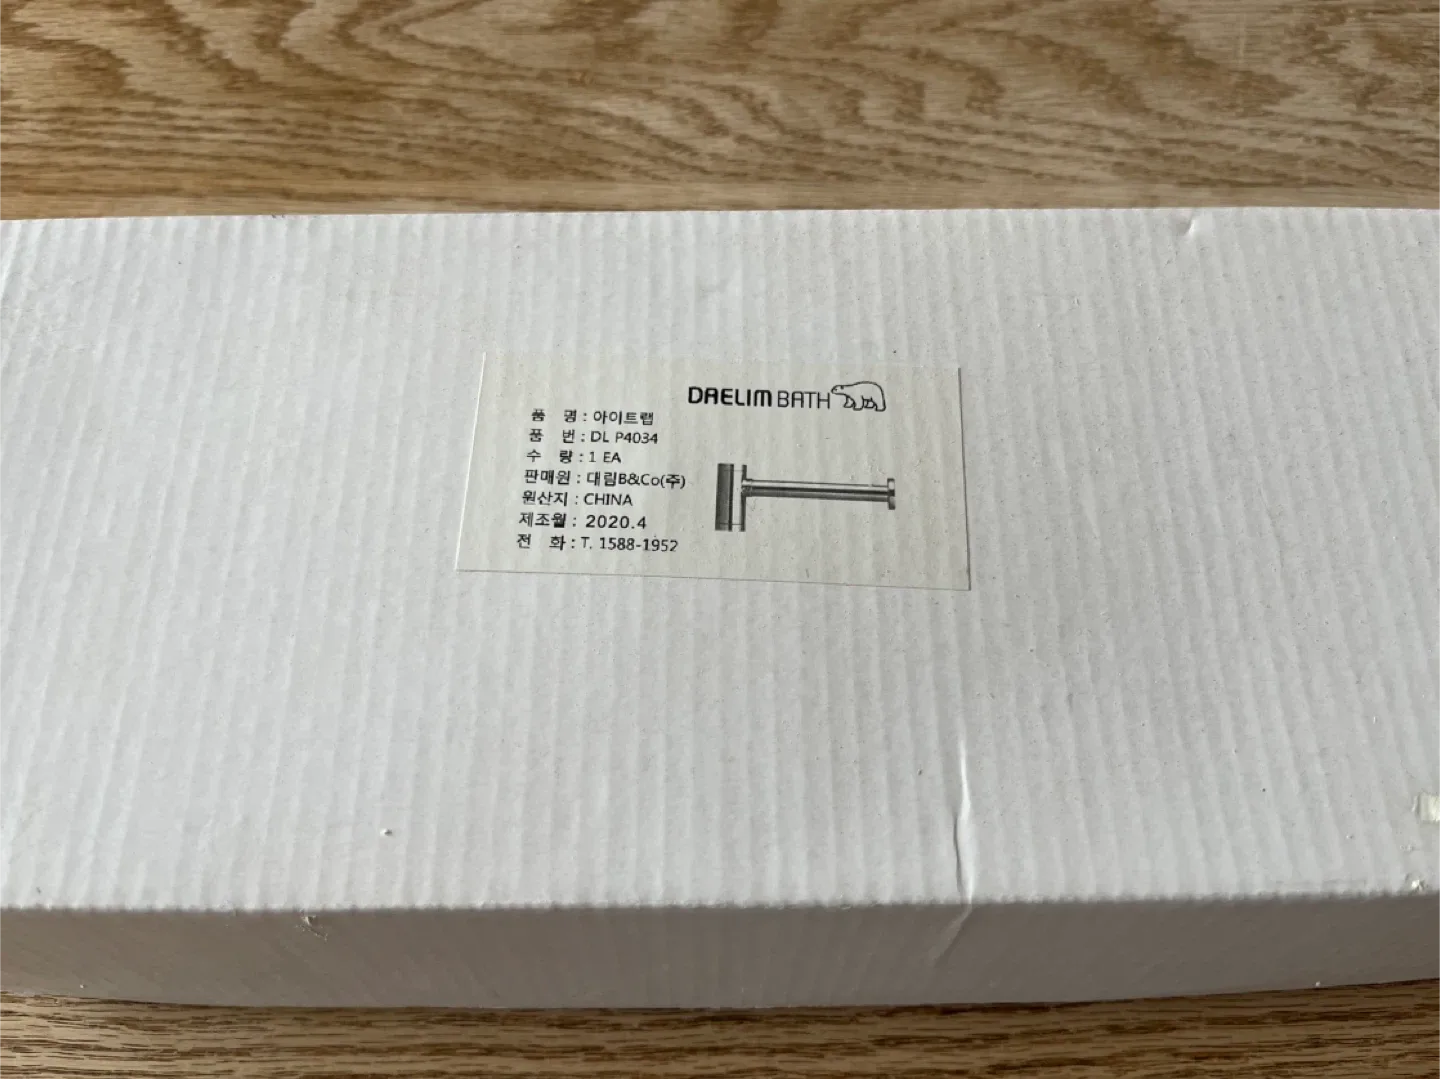 DAELIM BATH
품 명 : 아이트랩
품 번 : DL P4034
수 량 : 1 EA
판매원 : 대림B&Co(주)
원산지 : CHINA
제조월 : 2020.4
전 화 : T. 1588-1952